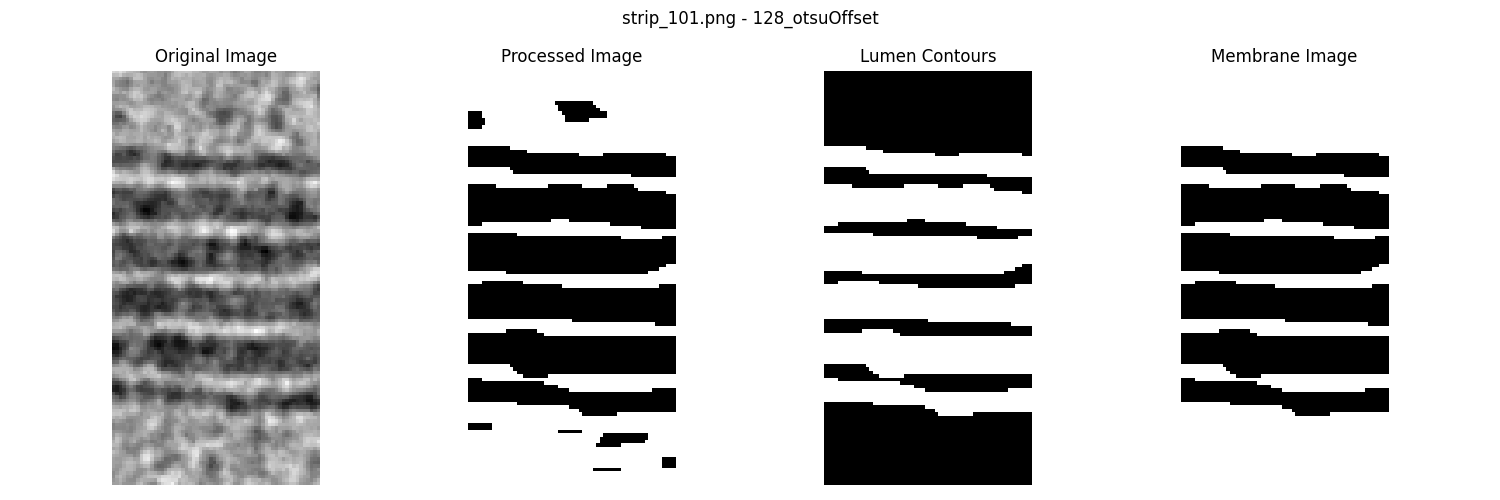 strip_101.png - 128_otsuOffset
Original Image
Processed Image
Lumen Contours
Membrane Image